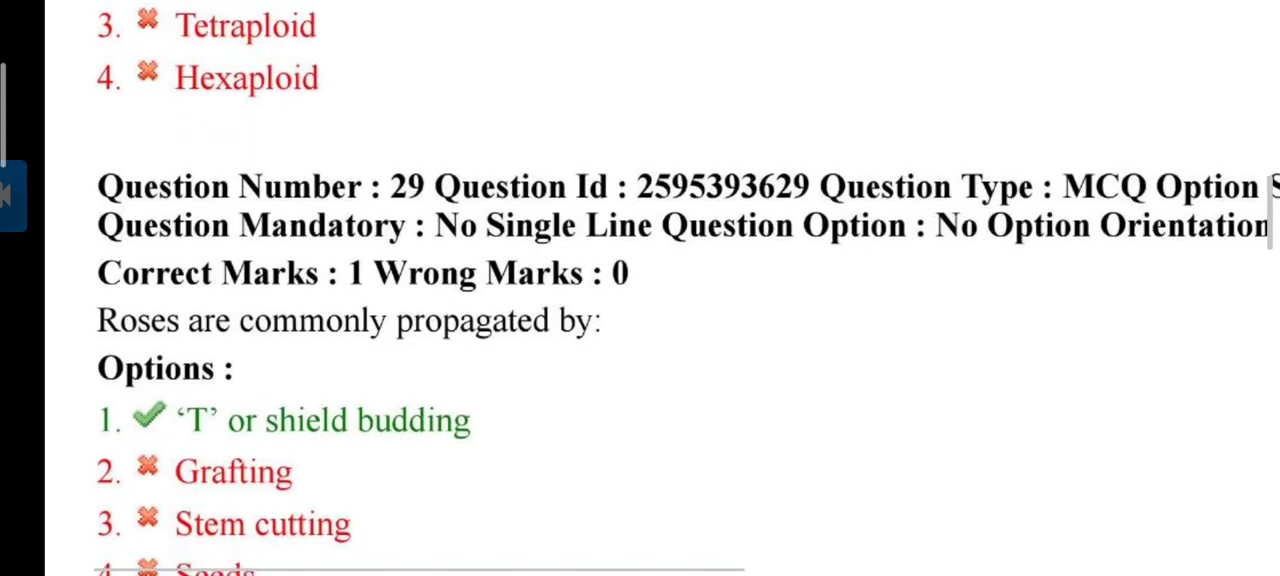 3. Tetraploid
4. Hexaploid
Question Number : 29 Question Id : 2595393629 Question Type : MCQ Option
Question Mandatory : No Single Line Question Option : No Option Orientation
Correct Marks : 1 Wrong Marks : 0
Roses are commonly propagated by:
Options :
1. ‘T’ or shield budding
2. Grafting
3. Stem cutting
4. Seeds